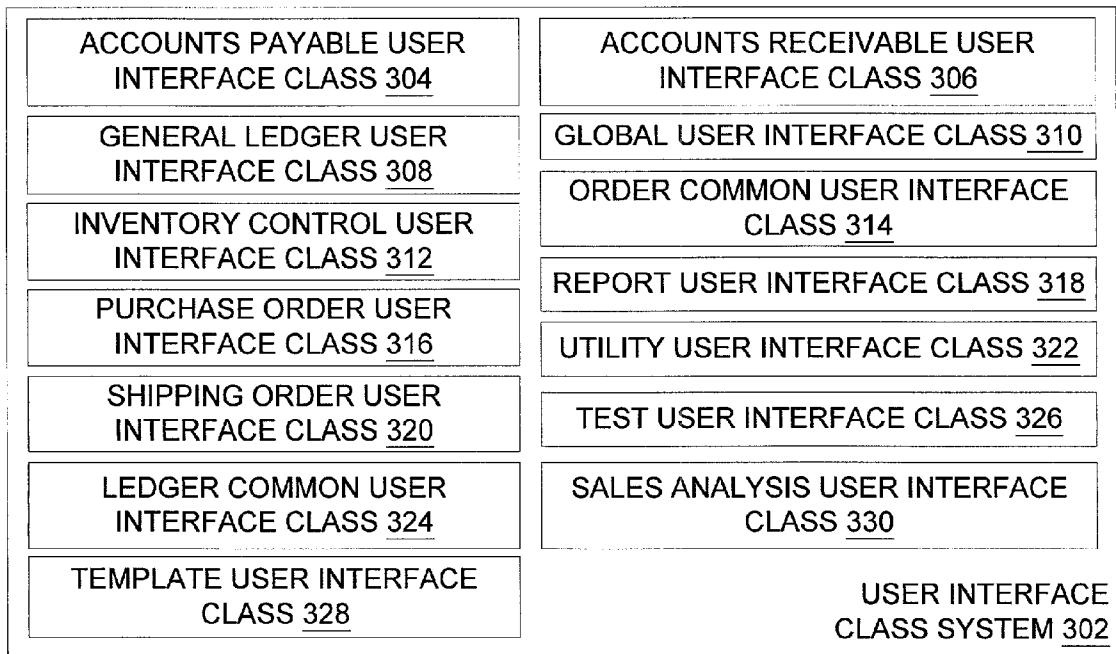 ACCOUNTS PAYABLE USER
INTERFACE CLASS 304
ACCOUNTS RECEIVABLE USER
INTERFACE CLASS 306
GENERAL LEDGER USER
INTERFACE CLASS 308
GLOBAL USER INTERFACE CLASS 310
INVENTORY CONTROL USER
INTERFACE CLASS 312
ORDER COMMON USER INTERFACE
CLASS 314
PURCHASE ORDER USER
INTERFACE CLASS 316
REPORT USER INTERFACE CLASS 318
SHIPPING ORDER USER
INTERFACE CLASS 320
UTILITY USER INTERFACE CLASS 322
LEDGER COMMON USER
INTERFACE CLASS 324
TEST USER INTERFACE CLASS 326
TEMPLATE USER INTERFACE
CLASS 328
SALES ANALYSIS USER INTERFACE
CLASS 330
USER INTERFACE
CLASS SYSTEM 302